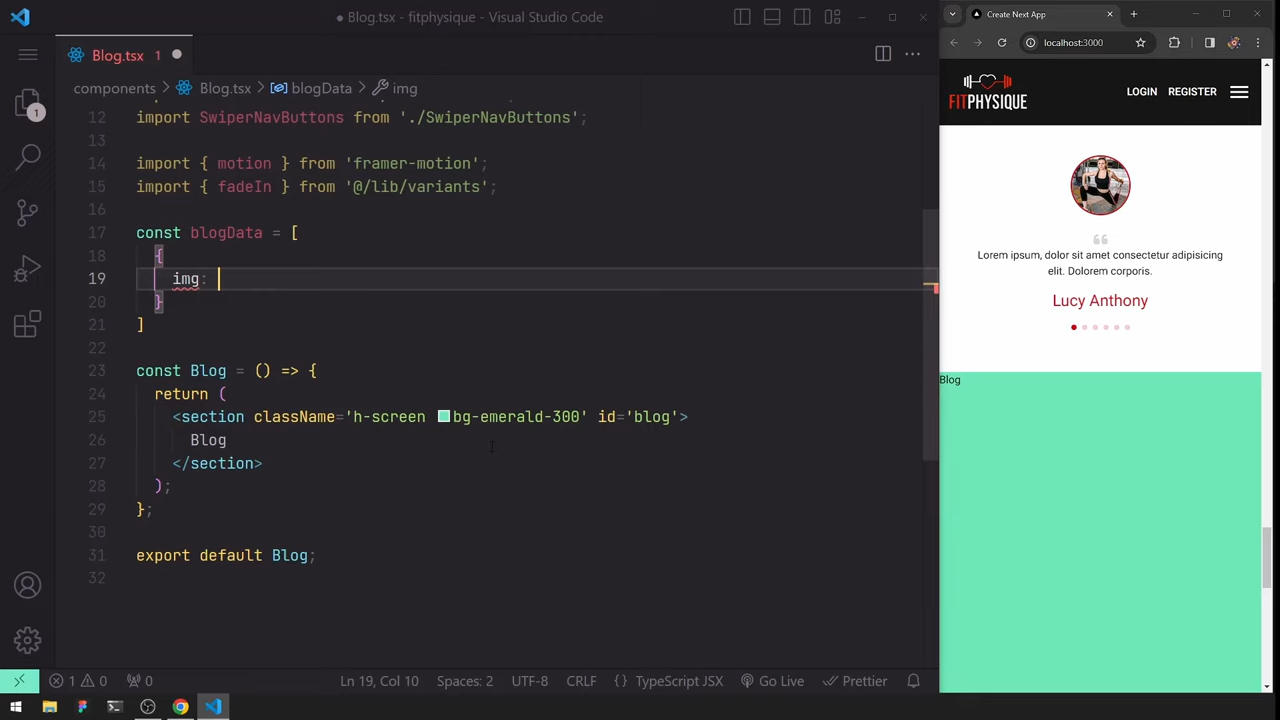 Blog.tsx - fitphysique - Visual Studio Code
Blog.tsx 1
components > Blog.tsx > blogData > img
12 import SwiperNavButtons from './SwiperNavButtons';
13
14 import { motion } from 'framer-motion';
15 import { fadeIn } from '@/lib/variants';
16
17 const blogData = [
18 {
19 img:
20 }
21 ]
22
23 const Blog = () => {
24 return (
25 <section className='h-screen bg-emerald-300' id='blog'>
26 Blog
27 </section>
28 );
29 };
30
31 export default Blog;
32
1
1 0 0 Ln 19, Col 10 Spaces: 2 UTF-8 CRLF {} TypeScript JSX Go Live Prettier
Create Next App
localhost:3000
FITPHYSIQUE
LOGIN REGISTER
Lorem ipsum, dolor sit amet consectetur adipisicing
elit. Dolorem corporis.
Lucy Anthony
Blog